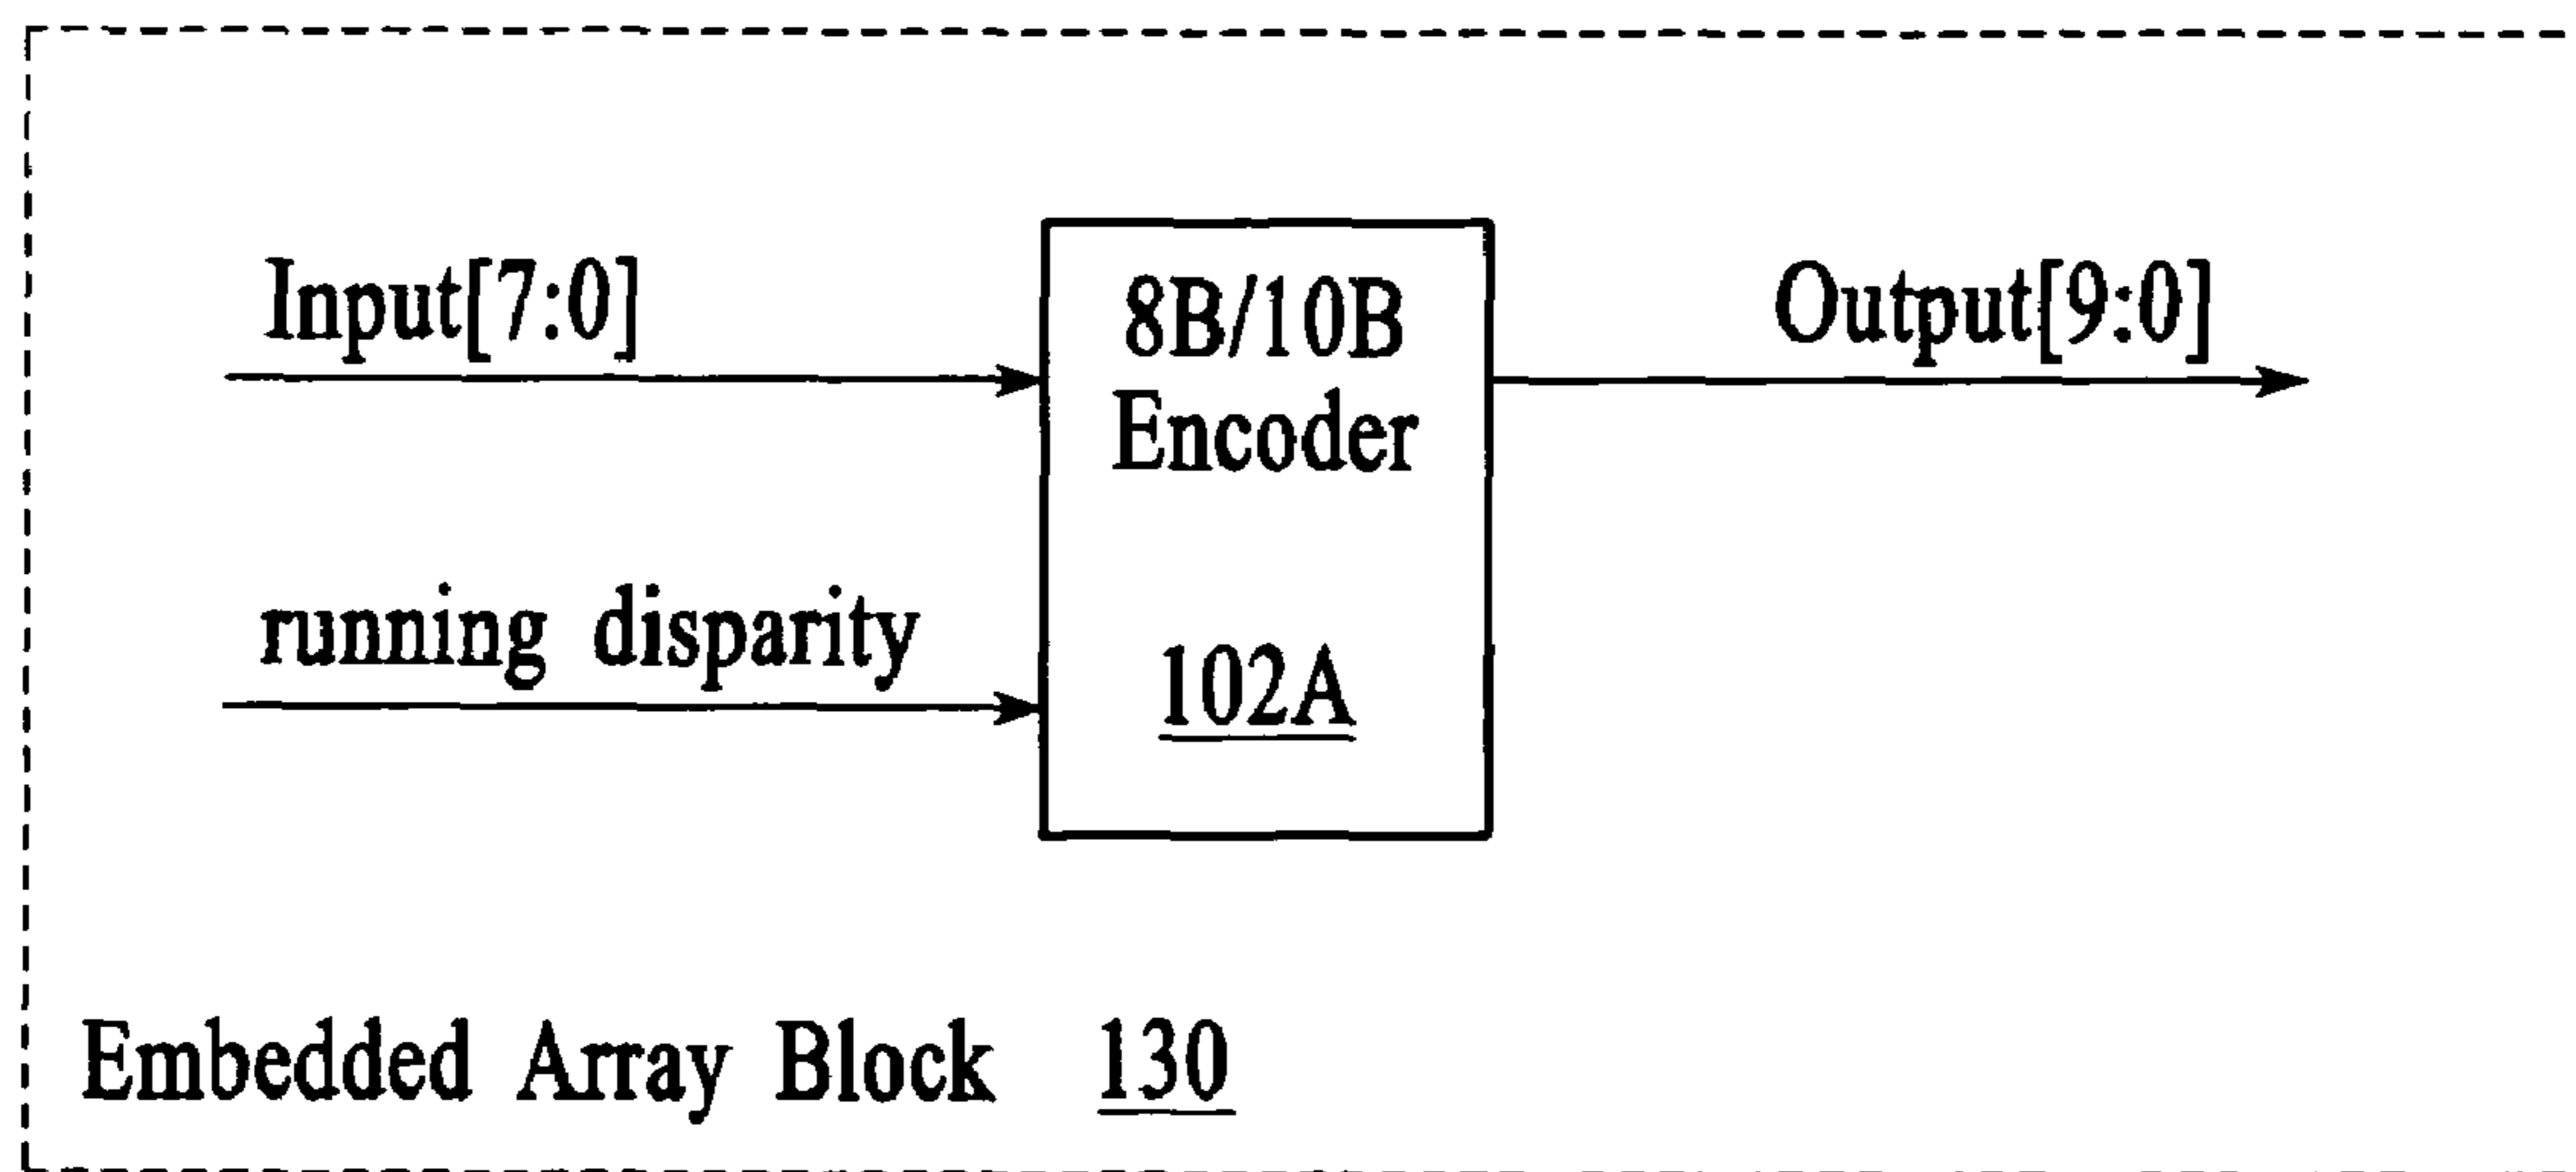 Input[7:0]
8B/10B
Encoder
Output[9:0]
running disparity
102A
Embedded Array Block 130